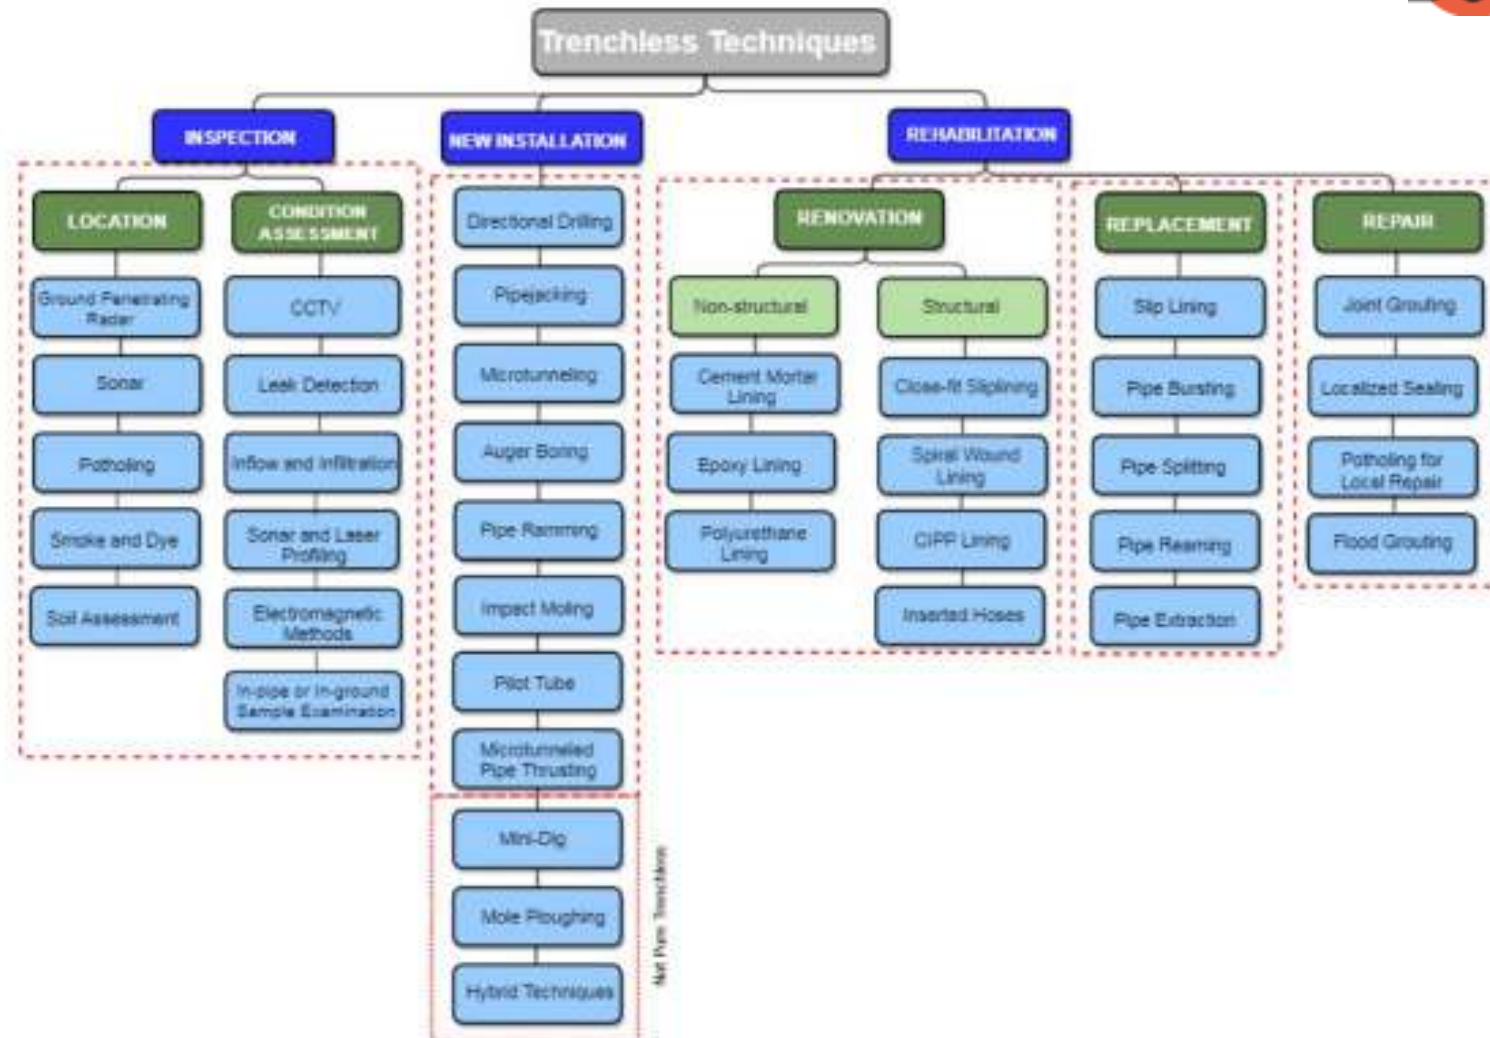 Trenchless Techniques
INSPECTION
NEW INSTALLATION
REHABILITATION
LOCATION
CONDITION
ASSESSMENT
Ground Penetrating
Radar
Sonar
Potholing
Smoke and Dye
Soil Assessment
CCTV
Leak Detection
Inflow and Infiltration
Sonar and Laser
Profiling
Electromagnetic
Methods
In-pipe or In-ground
Sample Examination
Directional Drilling
Pipejacking
Microtunneling
Auger Boring
Pipe Ramming
Impact Moling
Pilot Tube
Microtunneled
Pipe Thrusting
Mini-Dig
Mole Ploughing
Hybrid Techniques
Not Pure Trenchless
RENOVATION
Non-structural
Cement Mortar
Lining
Epoxy Lining
Polyurethane
Lining
Structural
Close-fit Sliplining
Spiral Wound
Lining
CIPP Lining
Inserted Hoses
REPLACEMENT
Slip Lining
Pipe Bursting
Pipe Splitting
Pipe Reaming
Pipe Extraction
REPAIR
Joint Grouting
Localized Sealing
Potholing for
Local Repair
Flood Grouting